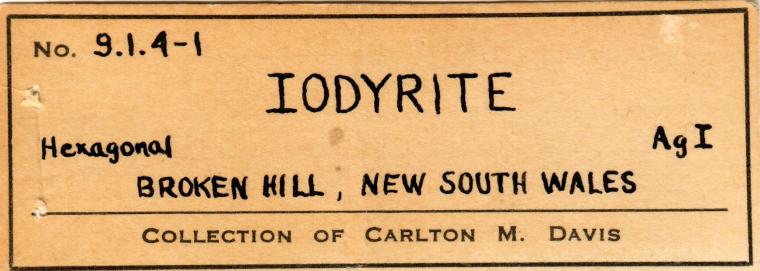 No. 9.1.4-1
IODYRITE
Hexagonal AgI
BROKEN HILL, NEW SOUTH WALES
COLLECTION OF CARLTON M. DAVIS